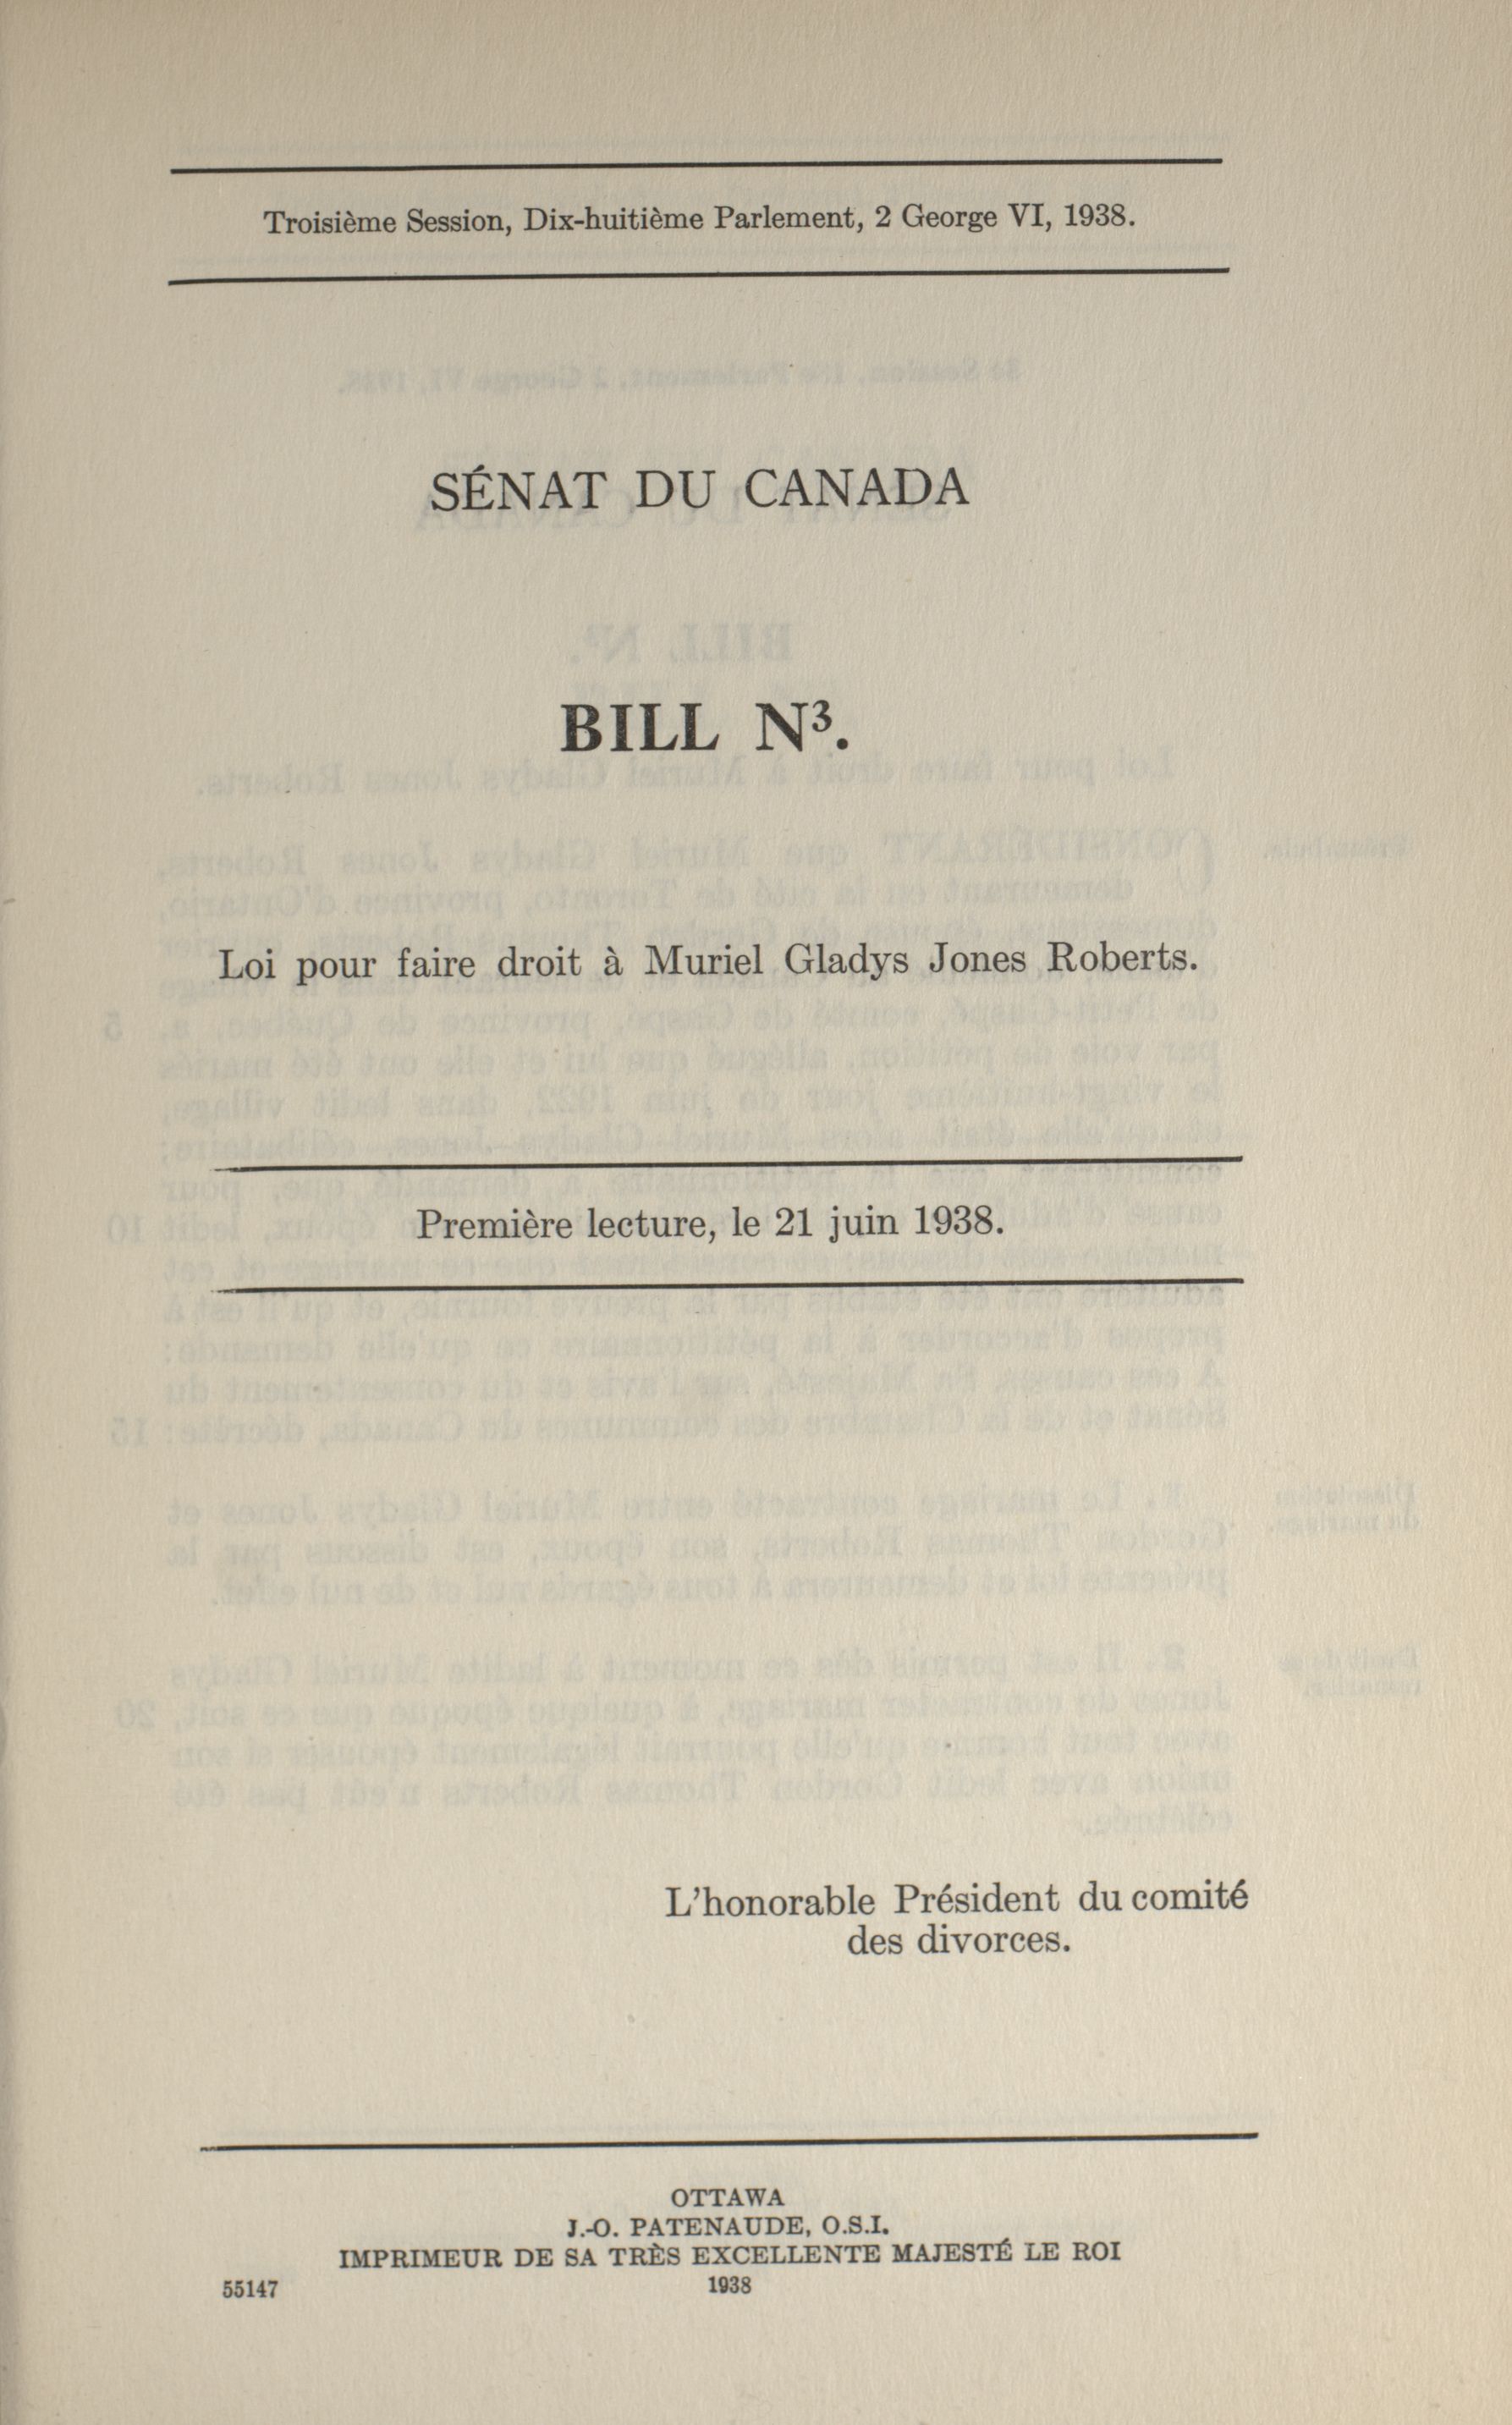 Troisième Session, Dix-huitième Parlement, 2 George VI, 1938.
SÉNAT DU CANADA
BILL N³.
Loi pour faire droit à Muriel Gladys Jones Roberts.
Première lecture, le 21 juin 1938.
L'honorable Président du comité
des divorces.
OTTAWA
J.-O. PATENAUDE, O.S.I.
IMPRIMEUR DE SA TRÈS EXCELLENTE MAJESTÉ LE ROI
55147 1938